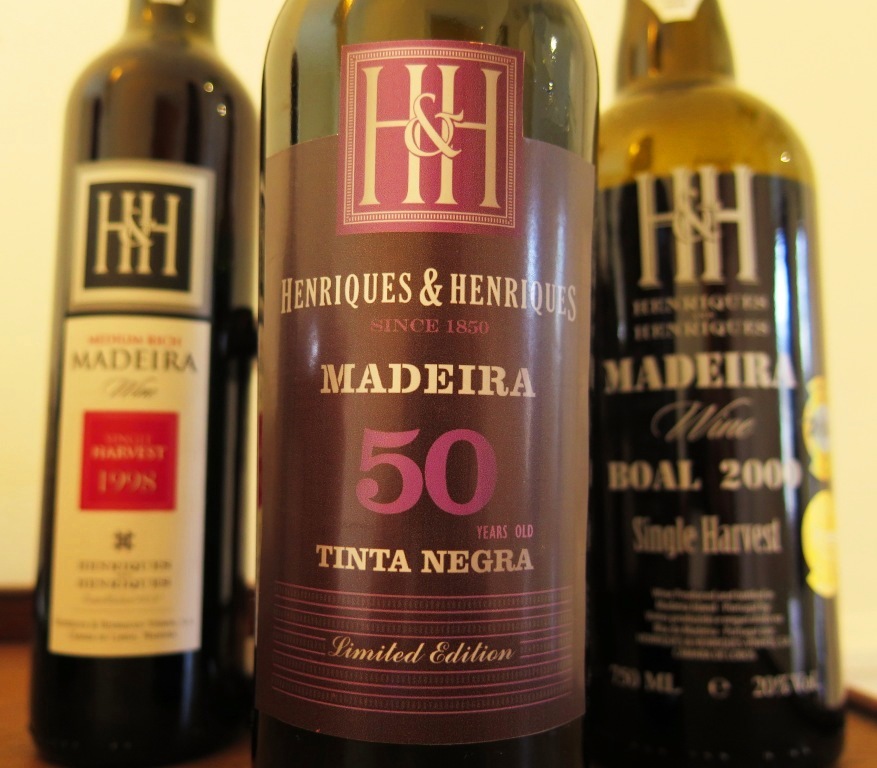 H&H
MEDIUM RICH
MADEIRA
Wine
SINGLE
HARVEST
1998
HENRIQUES
HENRIQUES
H&H
HENRIQUES & HENRIQUES
SINCE 1850
MADEIRA
50
YEARS OLD
TINTA NEGRA
Limited Edition
H&H
HENRIQUES
HENRIQUES
MADEIRA
Wine
BOAL 2000
Single Harvest
750 ML e 20% Vol.